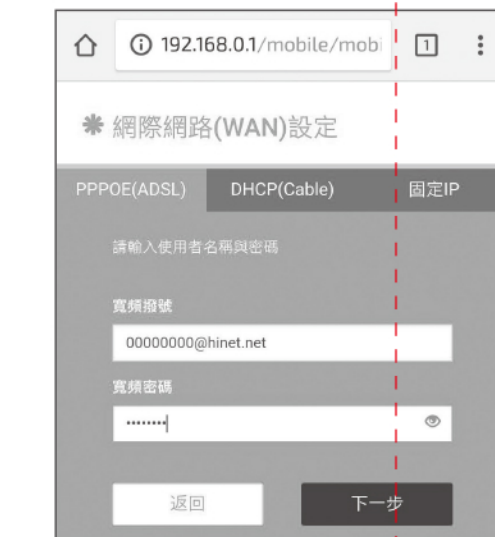 192.168.0.1/mobile/mobi
1
網際網路(WAN)設定
PPPOE(ADSL) DHCP(Cable) 固定IP
請輸入使用者名稱與密碼
寬頻撥號
00000000@hinet.net
寬頻密碼
••••••••
返回 下一步